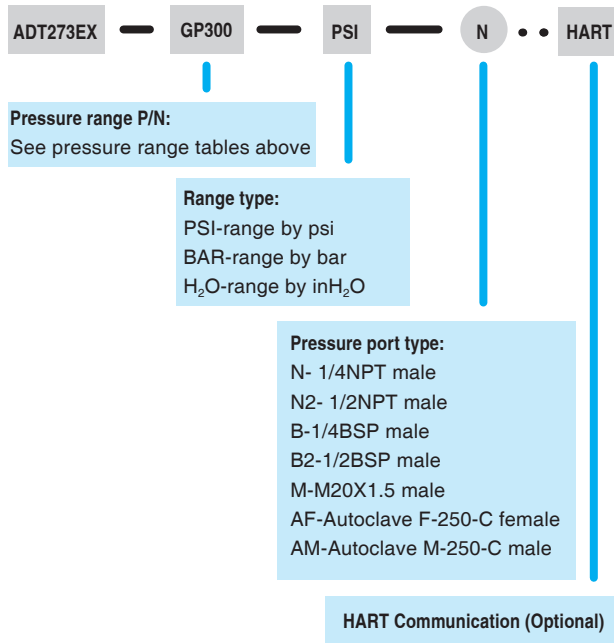 ADT273EX GP300 PSI N HART
Pressure range P/N:
See pressure range tables above
Range type:
PSI-range by psi
BAR-range by bar
H₂O-range by inH₂O
Pressure port type:
N- 1/4NPT male
N2- 1/2NPT male
B-1/4BSP male
B2-1/2BSP male
M-M20X1.5 male
AF-Autoclave F-250-C female
AM-Autoclave M-250-C male
HART Communication (Optional)